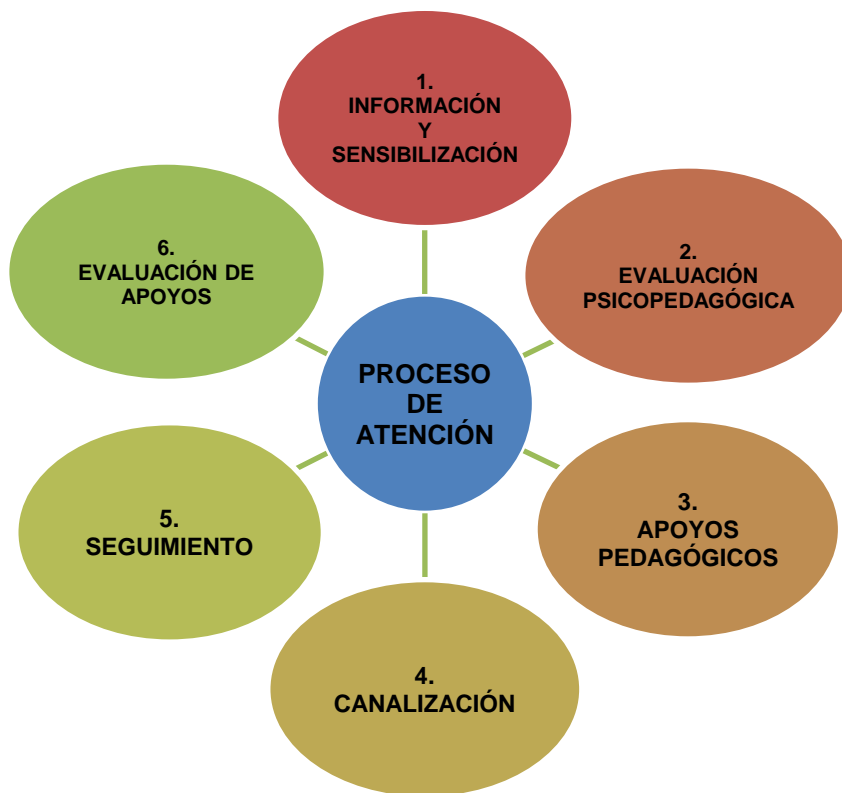 1.
INFORMACIÓN
Y
SENSIBILIZACIÓN
2.
EVALUACIÓN
PSICOPEDAGÓGICA
3.
APOYOS
PEDAGÓGICOS
4.
CANALIZACIÓN
5.
SEGUIMIENTO
6.
EVALUACIÓN DE
APOYOS
PROCESO
DE
ATENCIÓN